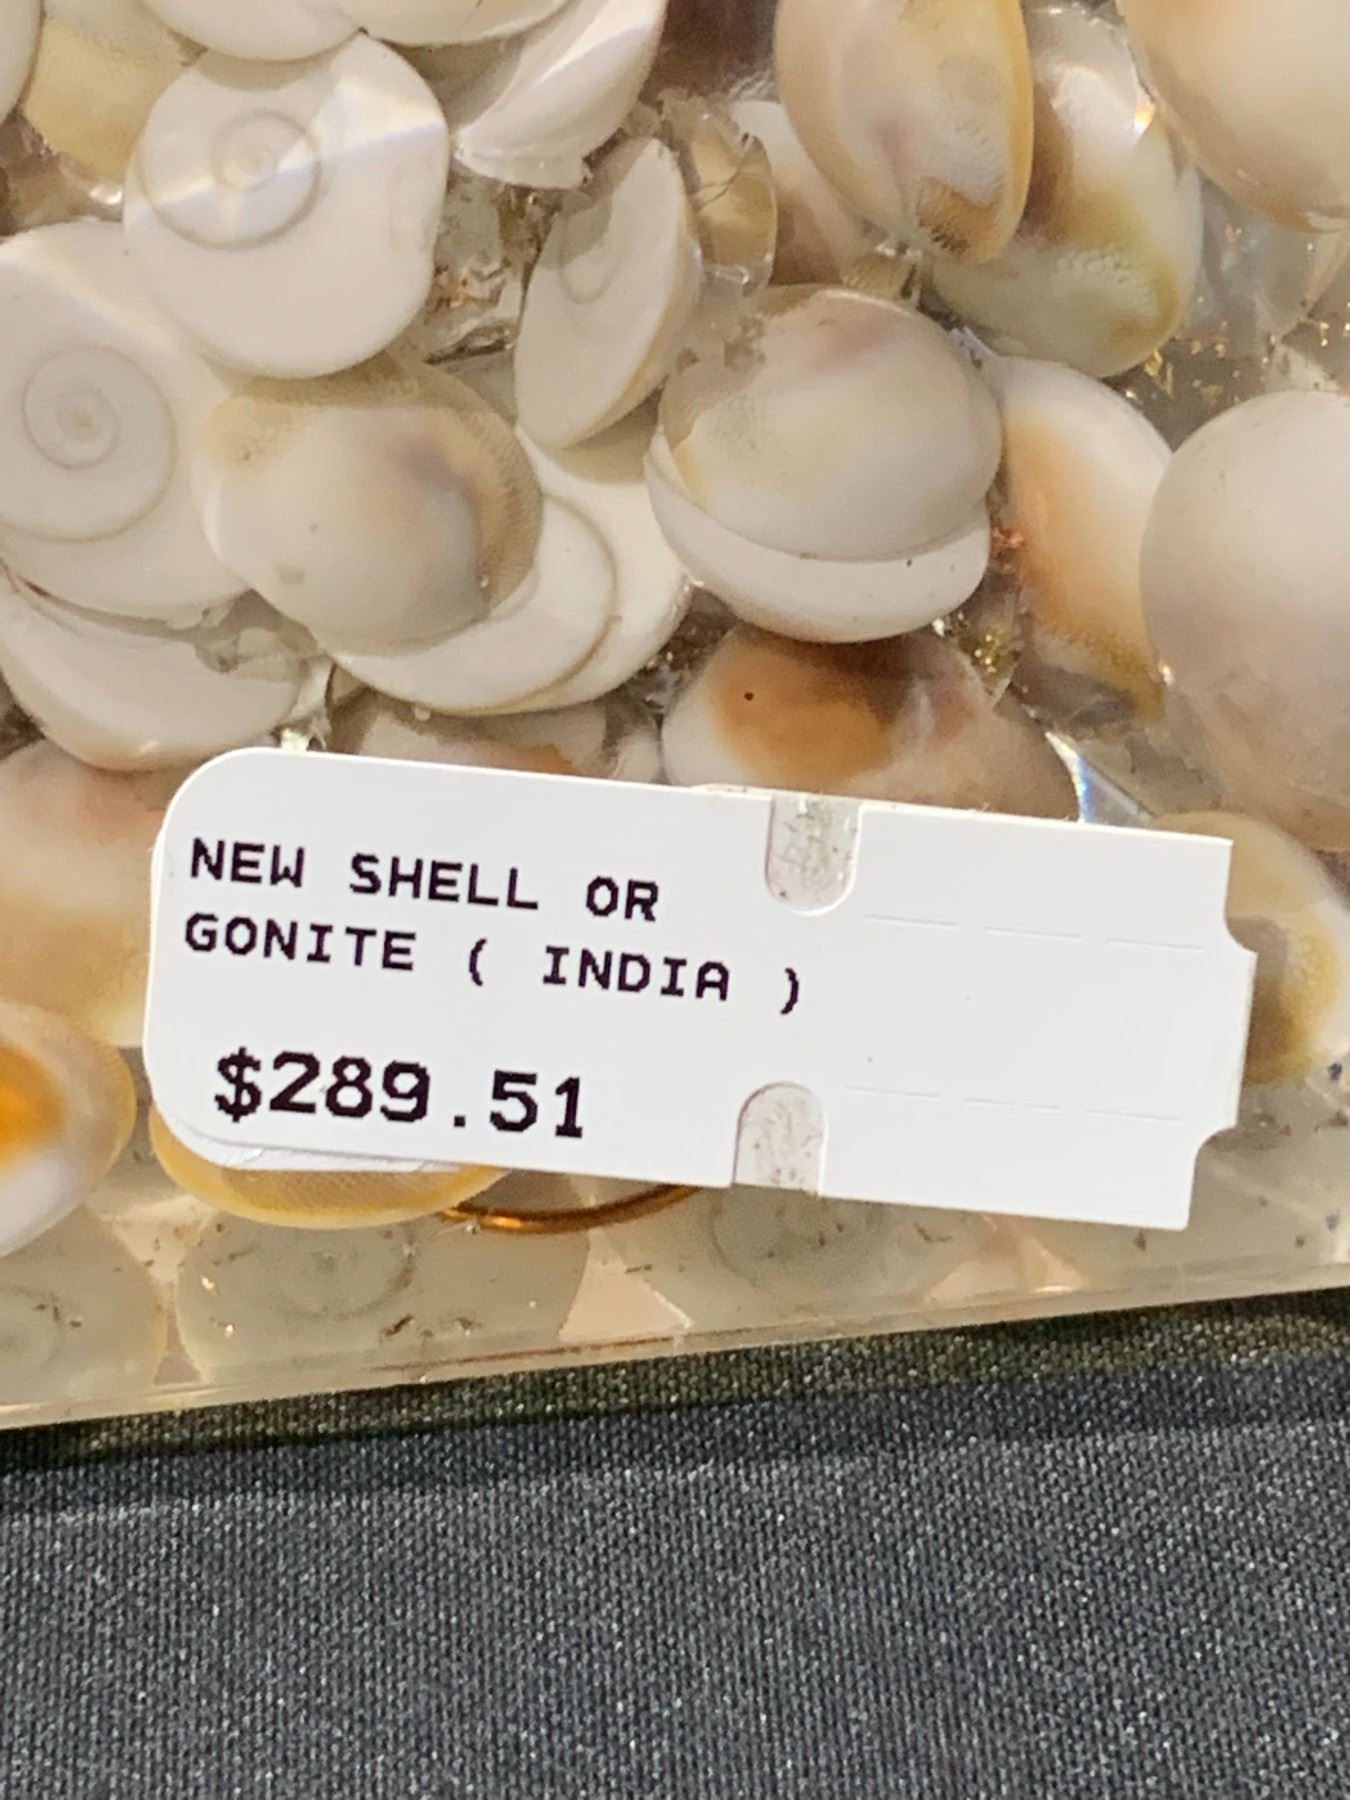 NEW SHELL OR
GONITE ( INDIA )
$289.51